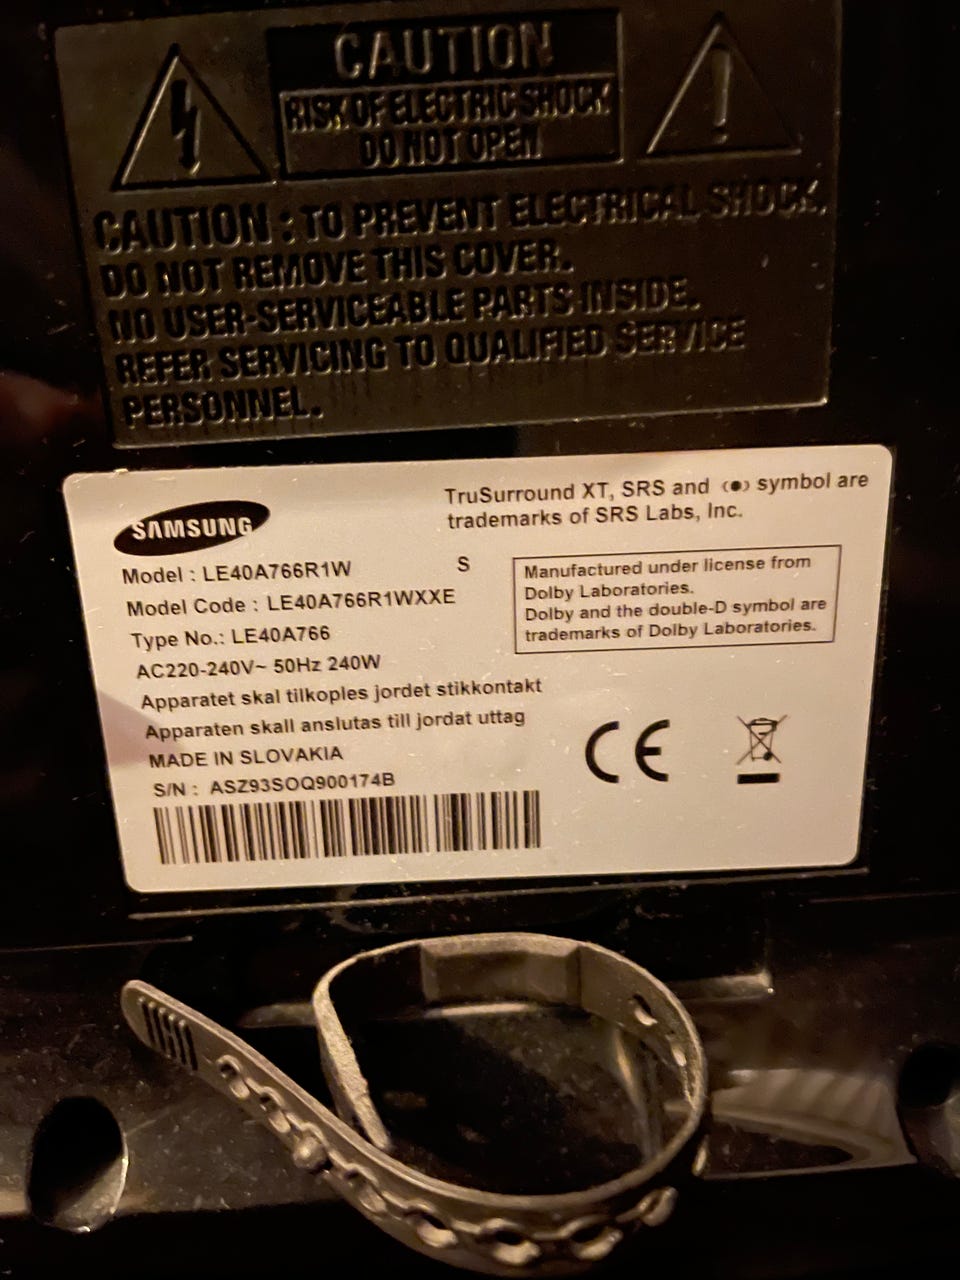 CAUTION
RISK OF ELECTRIC SHOCK
DO NOT OPEN
CAUTION : TO PREVENT ELECTRICAL SHOCK,
DO NOT REMOVE THIS COVER.
NO USER-SERVICEABLE PARTS INSIDE.
REFER SERVICING TO QUALIFIED SERVICE
PERSONNEL.
SAMSUNG
TruSurround XT, SRS and (●) symbol are
trademarks of SRS Labs, Inc.
Model : LE40A766R1W S
Model Code : LE40A766R1WXXE
Type No.: LE40A766
AC220-240V~ 50Hz 240W
Manufactured under license from
Dolby Laboratories.
Dolby and the double-D symbol are
trademarks of Dolby Laboratories.
Apparatet skal tilkoples jordet stikkontakt
Apparaten skall anslutas till jordat uttag
MADE IN SLOVAKIA
S/N : ASZ93SOQ900174B
CE